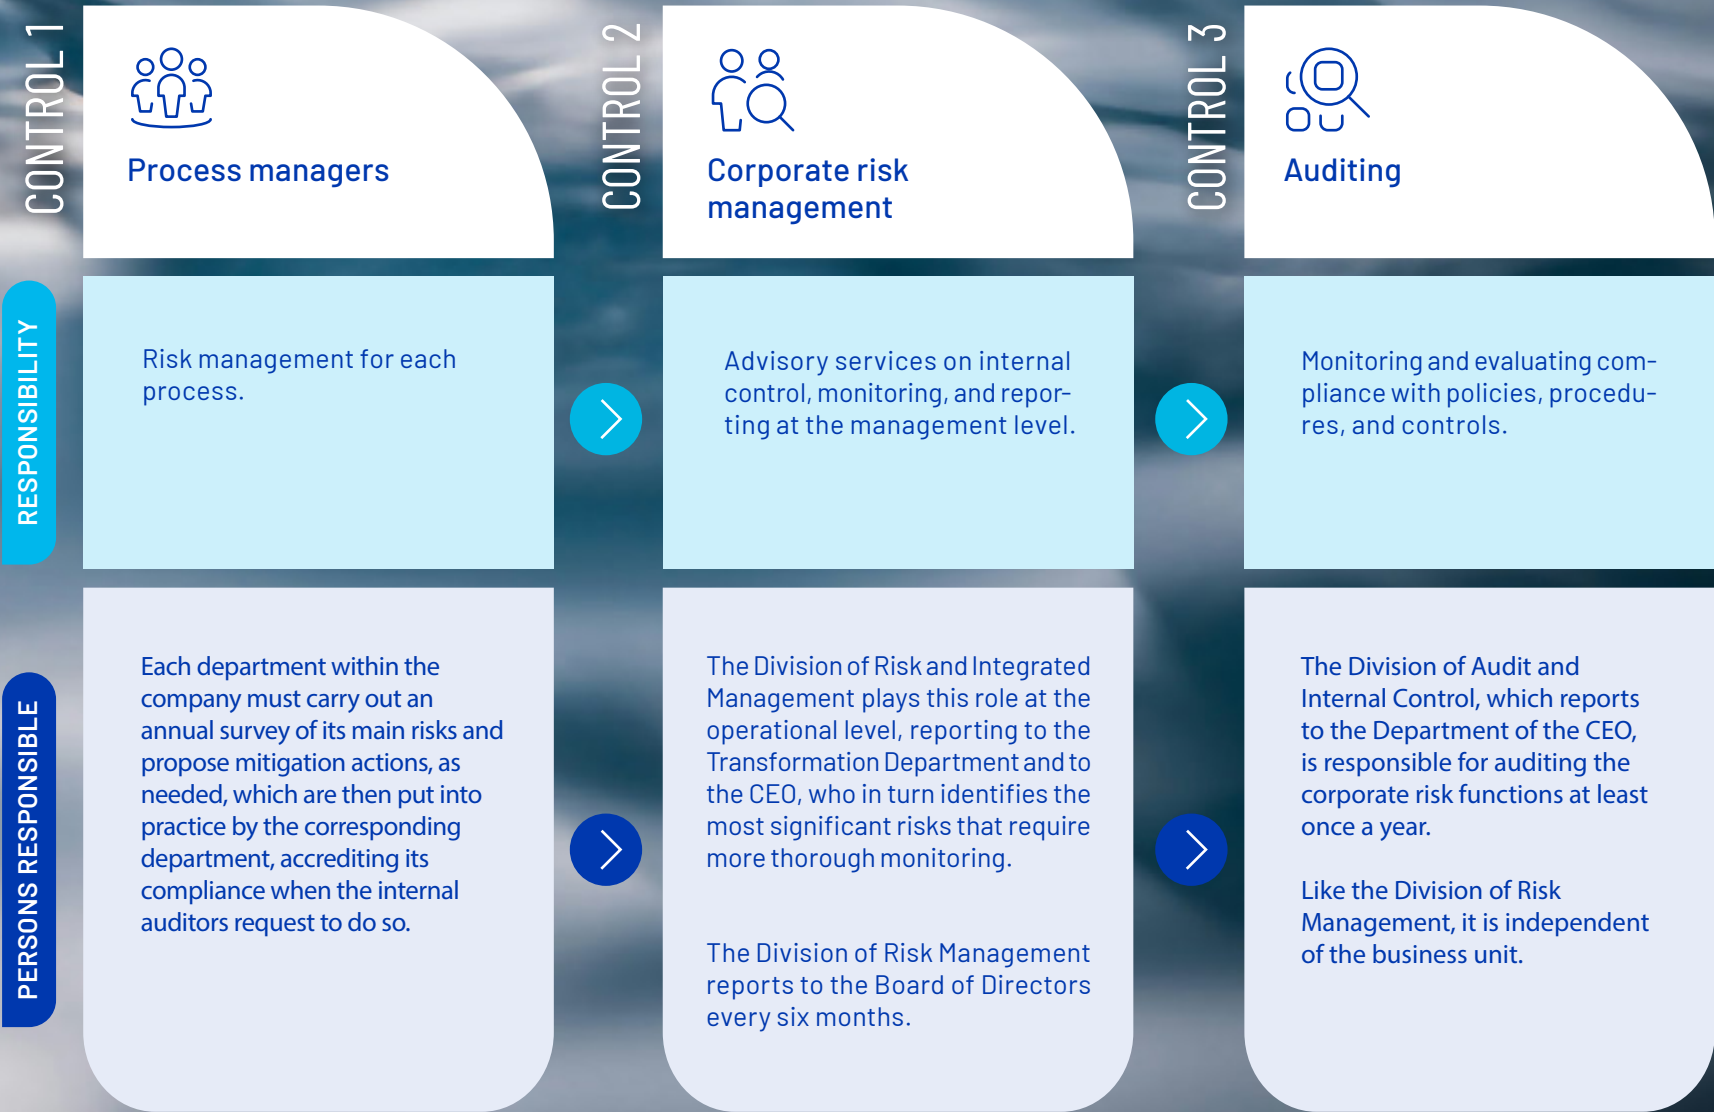 CONTROL 1
Process managers
CONTROL 2
Corporate risk
management
CONTROL 3
Auditing
RESPONSIBILITY
Risk management for each
process.
Advisory services on internal
control, monitoring, and repor-
ting at the management level.
Monitoring and evaluating com-
pliance with policies, procedu-
res, and controls.
PERSONS RESPONSIBLE
Each department within the
company must carry out an
annual survey of its main risks and
propose mitigation actions, as
needed, which are then put into
practice by the corresponding
department, accrediting its
compliance when the internal
auditors request to do so.
The Division of Risk and Integrated
Management plays this role at the
operational level, reporting to the
Transformation Department and to
the CEO, who in turn identifies the
most significant risks that require
more thorough monitoring.
The Division of Risk Management
reports to the Board of Directors
every six months.
The Division of Audit and
Internal Control, which reports
to the Department of the CEO,
is responsible for auditing the
corporate risk functions at least
once a year.
Like the Division of Risk
Management, it is independent
of the business unit.